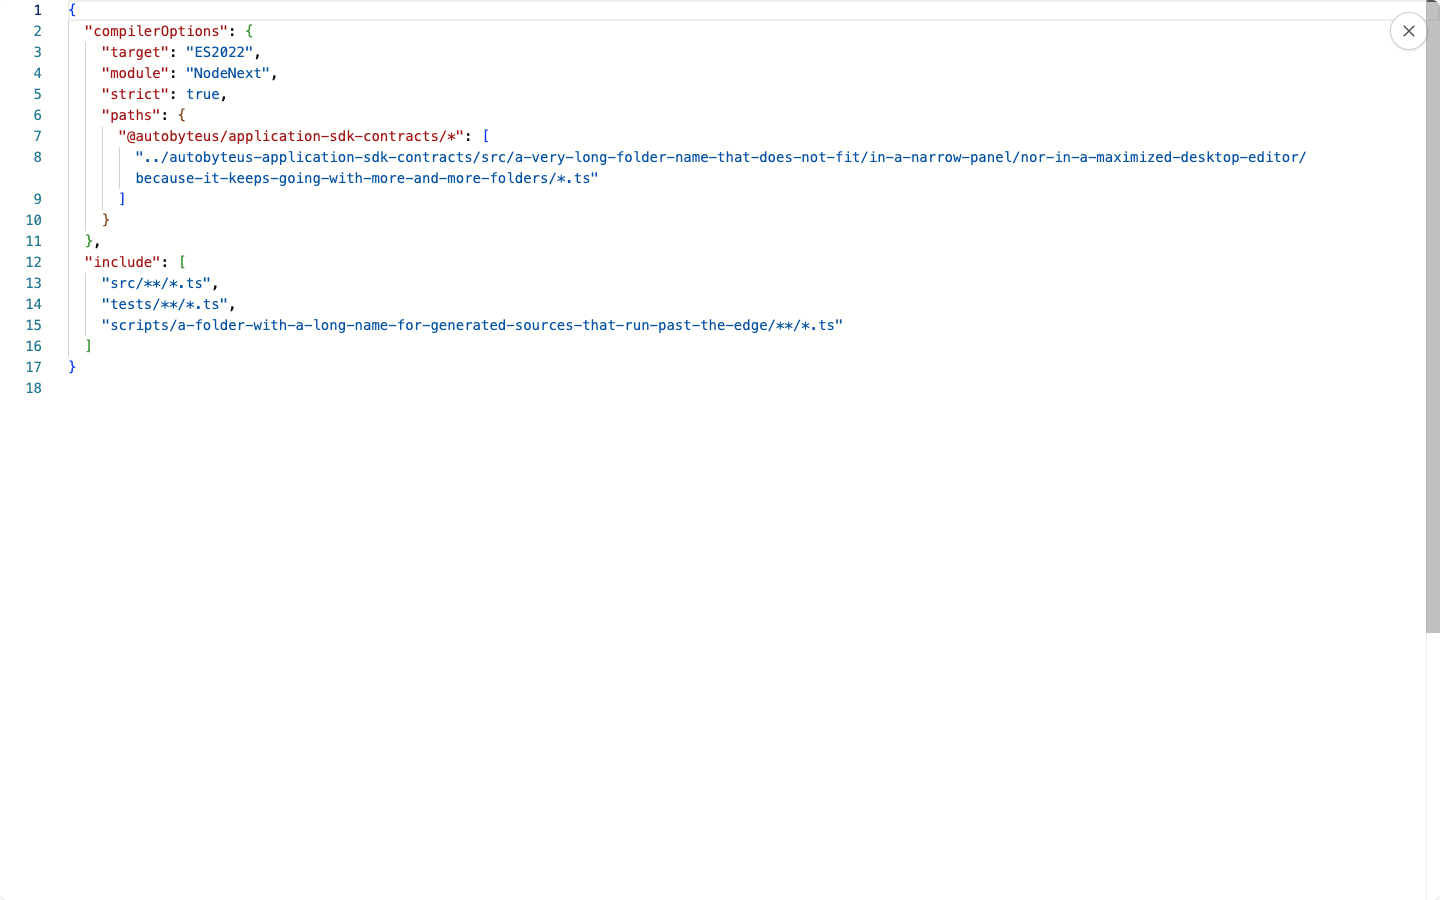 1 {
2   "compilerOptions": {
3     "target": "ES2022",
4     "module": "NodeNext",
5     "strict": true,
6     "paths": {
7       "@autobyteus/application-sdk-contracts/*": [
8         "../autobyteus-application-sdk-contracts/src/a-very-long-folder-name-that-does-not-fit/in-a-narrow-panel/nor-in-a-maximized-desktop-editor/
because-it-keeps-going-with-more-and-more-folders/*.ts"
9       ]
10     }
11   },
12   "include": [
13     "src/**/*.ts",
14     "tests/**/*.ts",
15     "scripts/a-folder-with-a-long-name-for-generated-sources-that-run-past-the-edge/**/*.ts"
16   ]
17 }
18